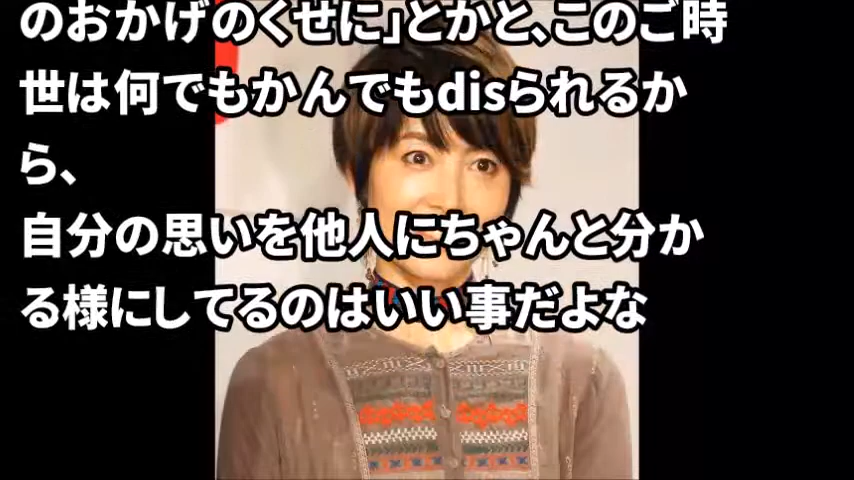 のおかげのくせに」とかと、このご時
世は何でもかんでもdisられるか
ら、
自分の思いを他人にちゃんと分か
る様にしてるのはいい事だよな